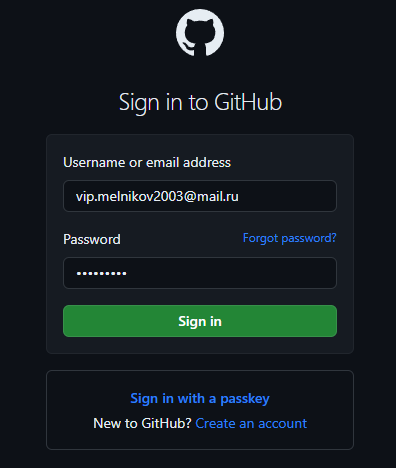 Sign in to GitHub
Username or email address
vip.melnikov2003@mail.ru
Password Forgot password?
•••••••••
Sign in
Sign in with a passkey
New to GitHub? Create an account